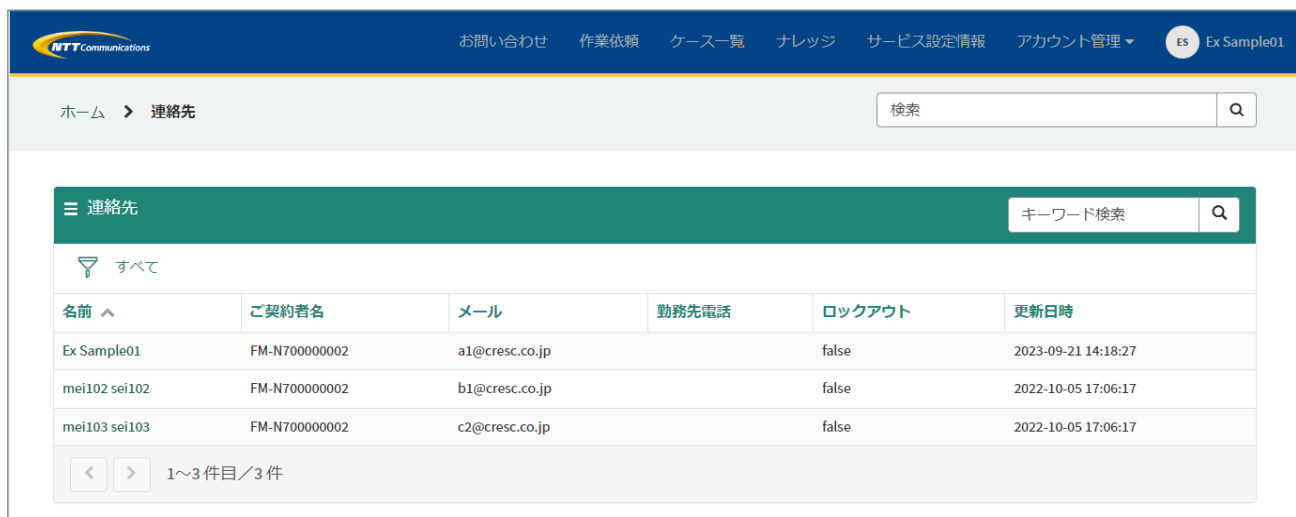 NTT Communications お問い合わせ 作業依頼 ケース一覧 ナレッジ サービス設定情報 アカウント管理 ES Ex Sample01
ホーム 連絡先 検索
連絡先 キーワード検索
すべて
名前 ご契約者名 メール 勤務先電話 ロックアウト 更新日時
Ex Sample01 FM-N700000002 a1@cresc.co.jp false 2023-09-21 14:18:27
mei102 sei102 FM-N700000002 b1@cresc.co.jp false 2022-10-05 17:06:17
mei103 sei103 FM-N700000002 c2@cresc.co.jp false 2022-10-05 17:06:17
1～3 件目／3 件